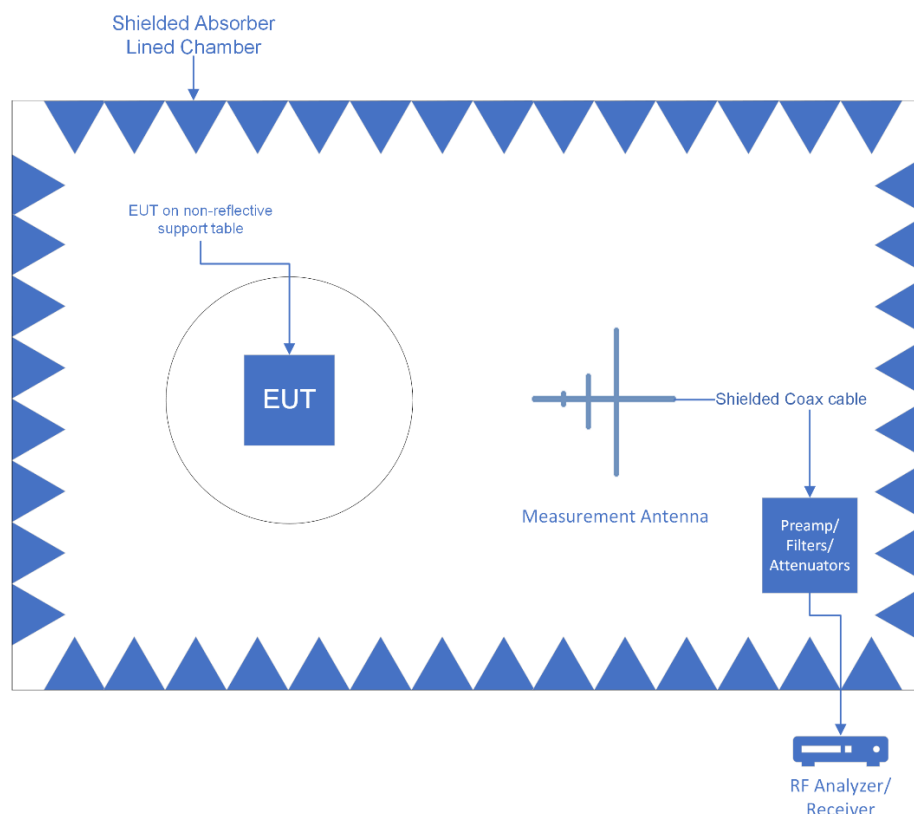 Shielded Absorber
Lined Chamber
EUT on non-reflective
support table
EUT
Shielded Coax cable
Measurement Antenna
Preamp/
Filters/
Attenuators
RF Analyzer/
Receiver